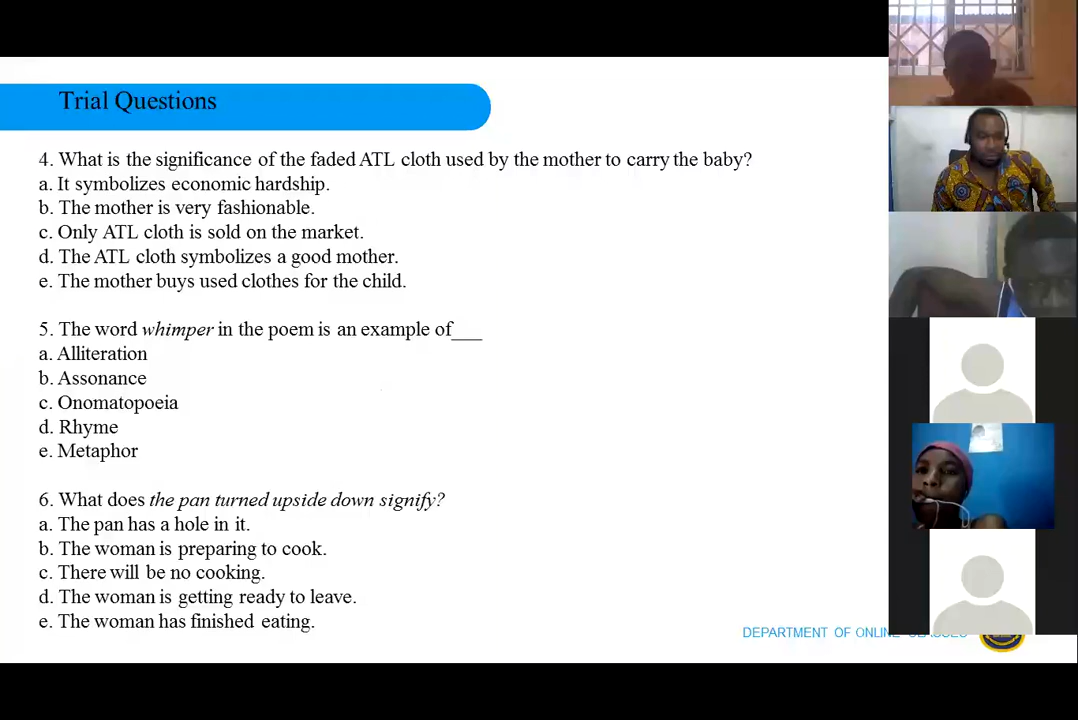 Trial Questions
4. What is the significance of the faded ATL cloth used by the mother to carry the baby?
a. It symbolizes economic hardship.
b. The mother is very fashionable.
c. Only ATL cloth is sold on the market.
d. The ATL cloth symbolizes a good mother.
e. The mother buys used clothes for the child.
5. The word whimper in the poem is an example of___
a. Alliteration
b. Assonance
c. Onomatopoeia
d. Rhyme
e. Metaphor
6. What does the pan turned upside down signify?
a. The pan has a hole in it.
b. The woman is preparing to cook.
c. There will be no cooking.
d. The woman is getting ready to leave.
e. The woman has finished eating.
DEPARTMENT OF ONLINE CLASSES